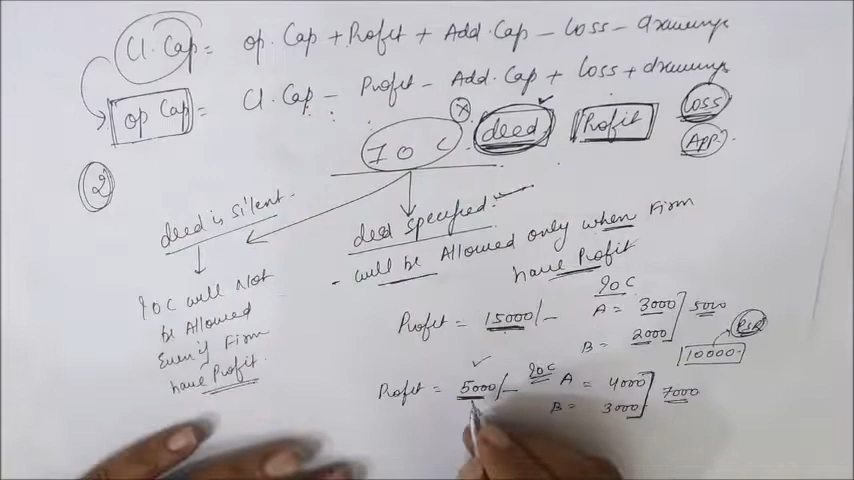 Cl. Cap = op. Cap + Profit + Add. Cap - Loss - drawings
op Cap = Cl. Cap - Profit - Add. Cap + Loss + drawings
IOC x deed Profit Loss
App.
2
deed is silent.
IOC will Not
be Allowed
Even if Firm
have Profit.
deed specified.
- will be Allowed only when Firm
have Profit
IOC
Profit = 15000/- A = 3000 5000
B = 2000
PSR
10000-
Profit = 5000/- IOC A = 4000 7000
B = 3000